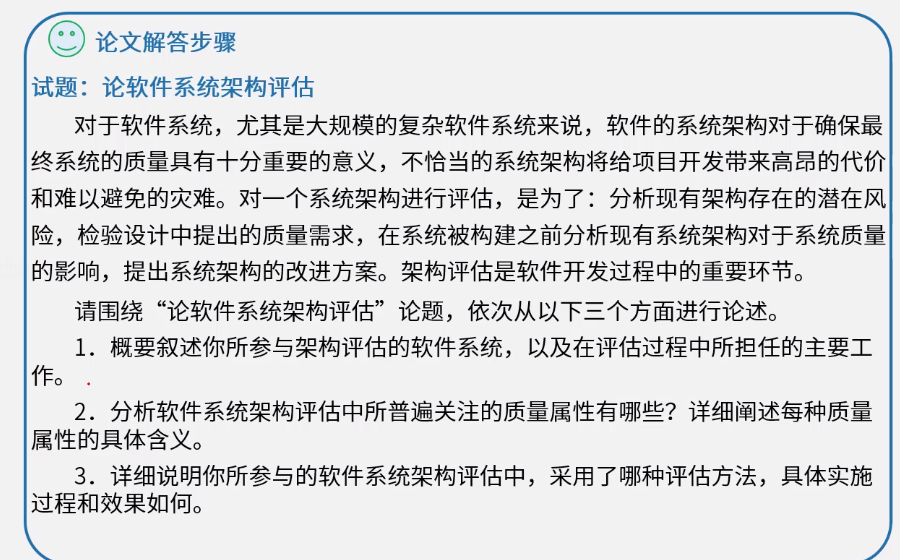 论文解答步骤
试题：论软件系统架构评估
对于软件系统，尤其是大规模的复杂软件系统来说，软件的系统架构对于确保最
终系统的质量具有十分重要的意义，不恰当的系统架构将给项目开发带来高昂的代价
和难以避免的灾难。对一个系统架构进行评估，是为了：分析现有架构存在的潜在风
险，检验设计中提出的质量需求，在系统被构建之前分析现有系统架构对于系统质量
的影响，提出系统架构的改进方案。架构评估是软件开发过程中的重要环节。
请围绕“论软件系统架构评估”论题，依次从以下三个方面进行论述。
1．概要叙述你所参与架构评估的软件系统，以及在评估过程中所担任的主要工
作。
2．分析软件系统架构评估中所普遍关注的质量属性有哪些？详细阐述每种质量
属性的具体含义。
3．详细说明你所参与的软件系统架构评估中，采用了哪种评估方法，具体实施
过程和效果如何。